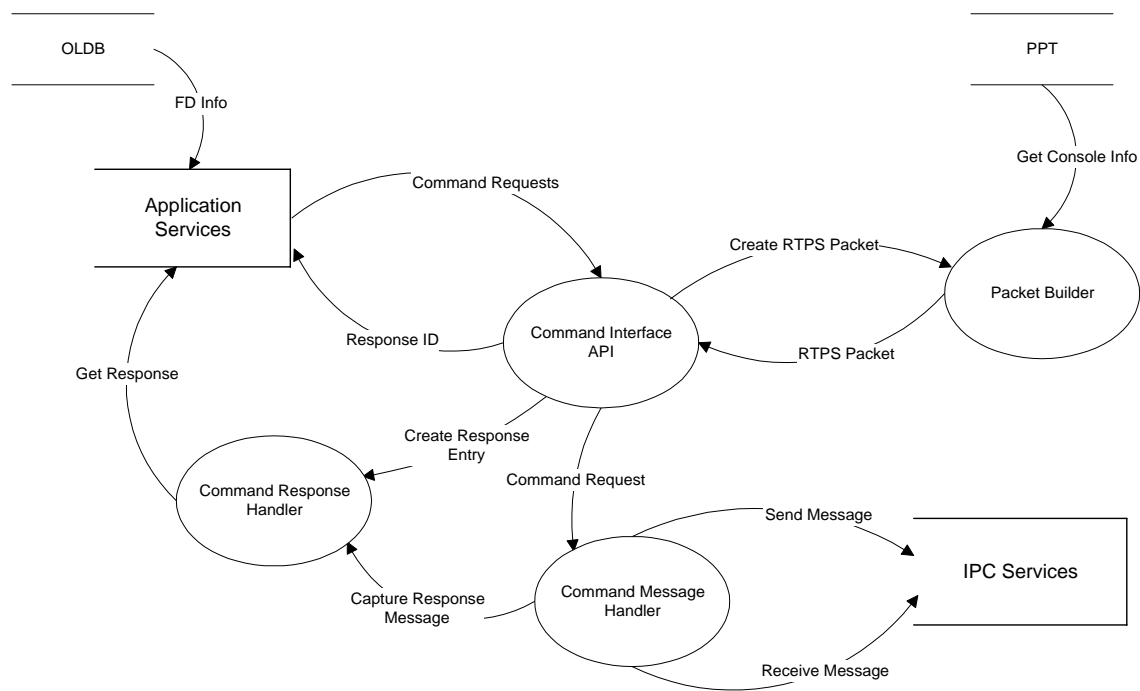 OLDB
PPT
FD Info
Get Console Info
Application
Services
Command Requests
Create RTPS Packet
Packet Builder
Response ID
Command Interface
API
RTPS Packet
Get Response
Create Response
Entry
Command Request
Command Response
Handler
Send Message
IPC Services
Capture Response
Message
Command Message
Handler
Receive Message